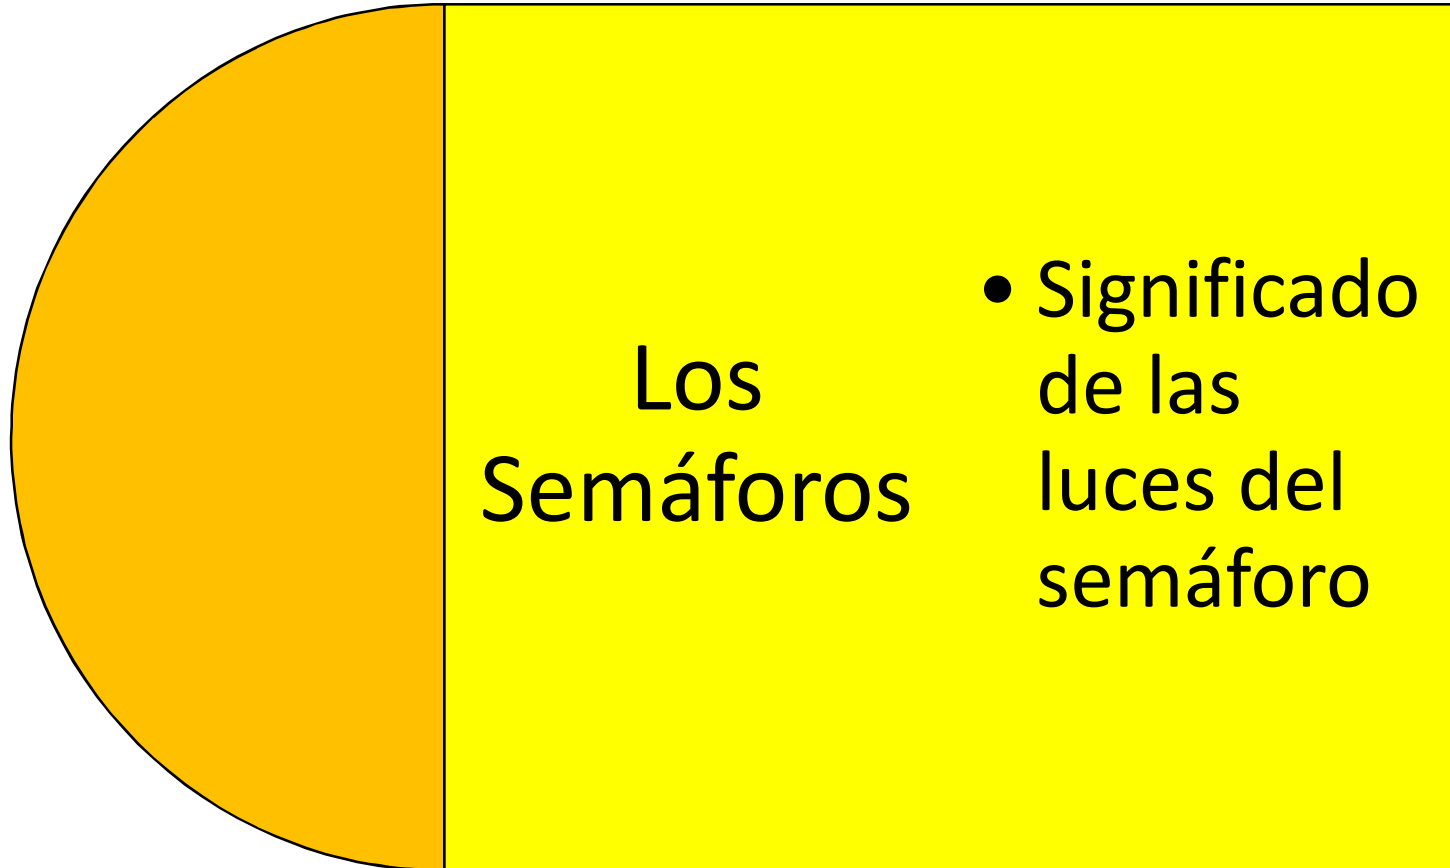 Los
Semáforos
• Significado
de las
luces del
semáforo